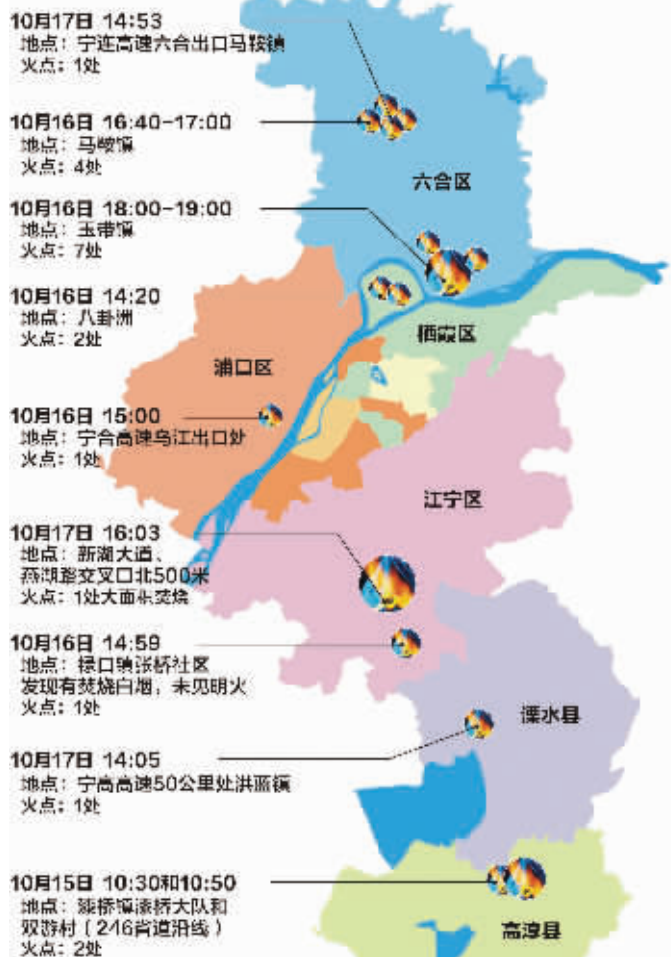 10月17日 14:53
地点：宁连高速六合出口马鞍镇
火点：1处
10月16日 16:40-17:00
地点：马鞍镇
火点：4处
六合区
10月16日 18:00-19:00
地点：玉带镇
火点：7处
10月16日 14:20
地点：八卦洲
火点：2处
栖霞区
浦口区
10月16日 15:00
地点：宁合高速乌江出口处
火点：1处
江宁区
10月17日 16:03
地点：新湖大道、
燕湖路交叉口北500米
火点：1处大面积焚烧
10月16日 14:59
地点：禄口镇张桥社区
发现有焚烧白烟，未见明火
火点：1处
溧水县
10月17日 14:05
地点：宁高高速50公里处洪蓝镇
火点：1处
10月15日 10:30和10:50
地点：漆桥镇漆桥大队和
双游村（246省道沿线）
火点：2处
高淳县